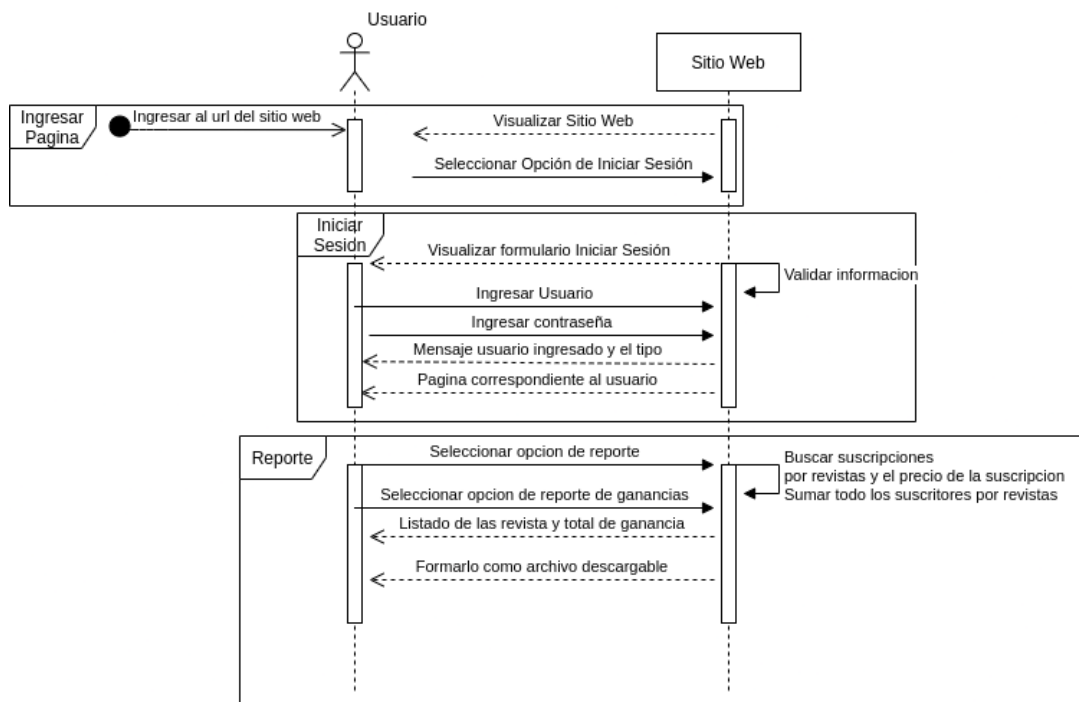 Usuario
Sitio Web
Ingresar
Pagina
Ingresar al url del sitio web
Visualizar Sitio Web
Seleccionar Opción de Iniciar Sesión
Iniciar
Sesión
Visualizar formulario Iniciar Sesión
Validar informacion
Ingresar Usuario
Ingresar contraseña
Mensaje usuario ingresado y el tipo
Pagina correspondiente al usuario
Reporte
Seleccionar opcion de reporte
Buscar suscripciones
por revistas y el precio de la suscripcion
Sumar todo los suscritores por revistas
Seleccionar opcion de reporte de ganancias
Listado de las revista y total de ganancia
Formarlo como archivo descargable